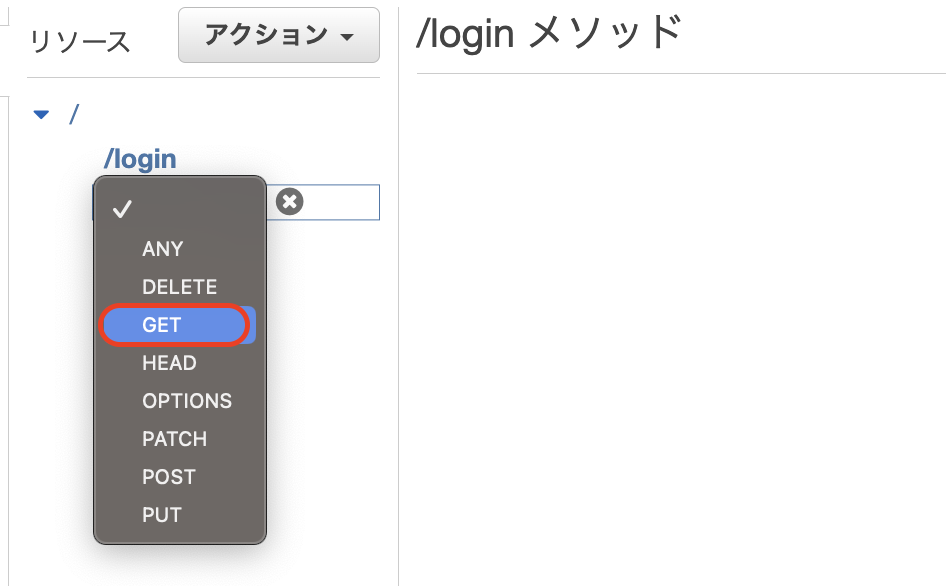 リソース
アクション
/login メソッド
/
/login
ANY
DELETE
GET
HEAD
OPTIONS
PATCH
POST
PUT